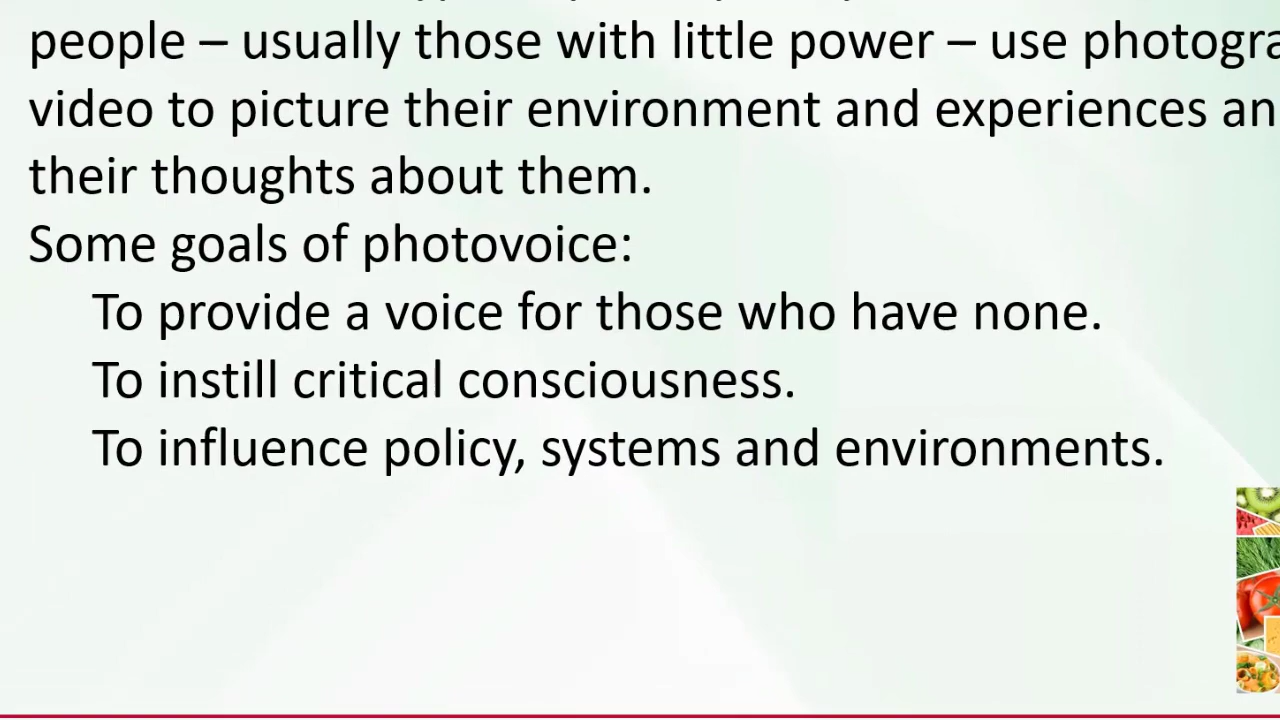 people – usually those with little power – use
video to picture their environment and experiences
their thoughts about them.
Some goals of photovoice:
To provide a voice for those who have none.
To instill critical consciousness.
To influence policy, systems and environments.